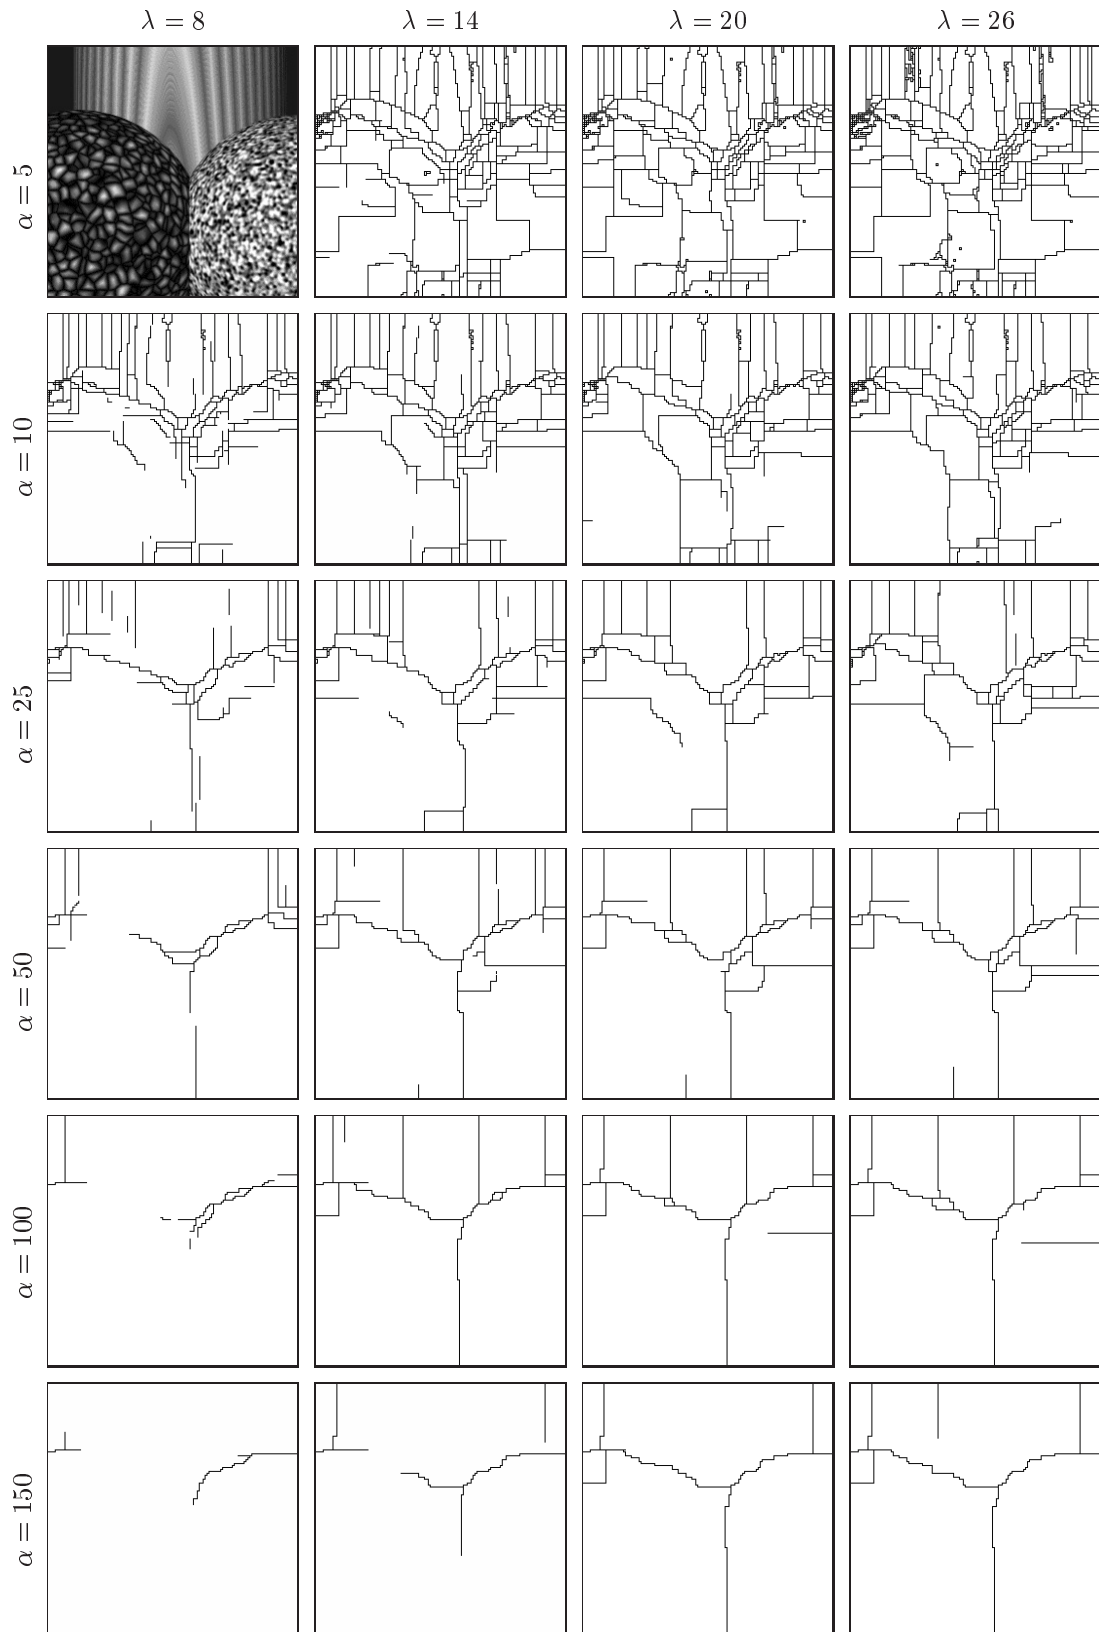 λ = 8
λ = 14
λ = 20
λ = 26
α = 5
α = 10
α = 25
α = 50
α = 100
α = 150